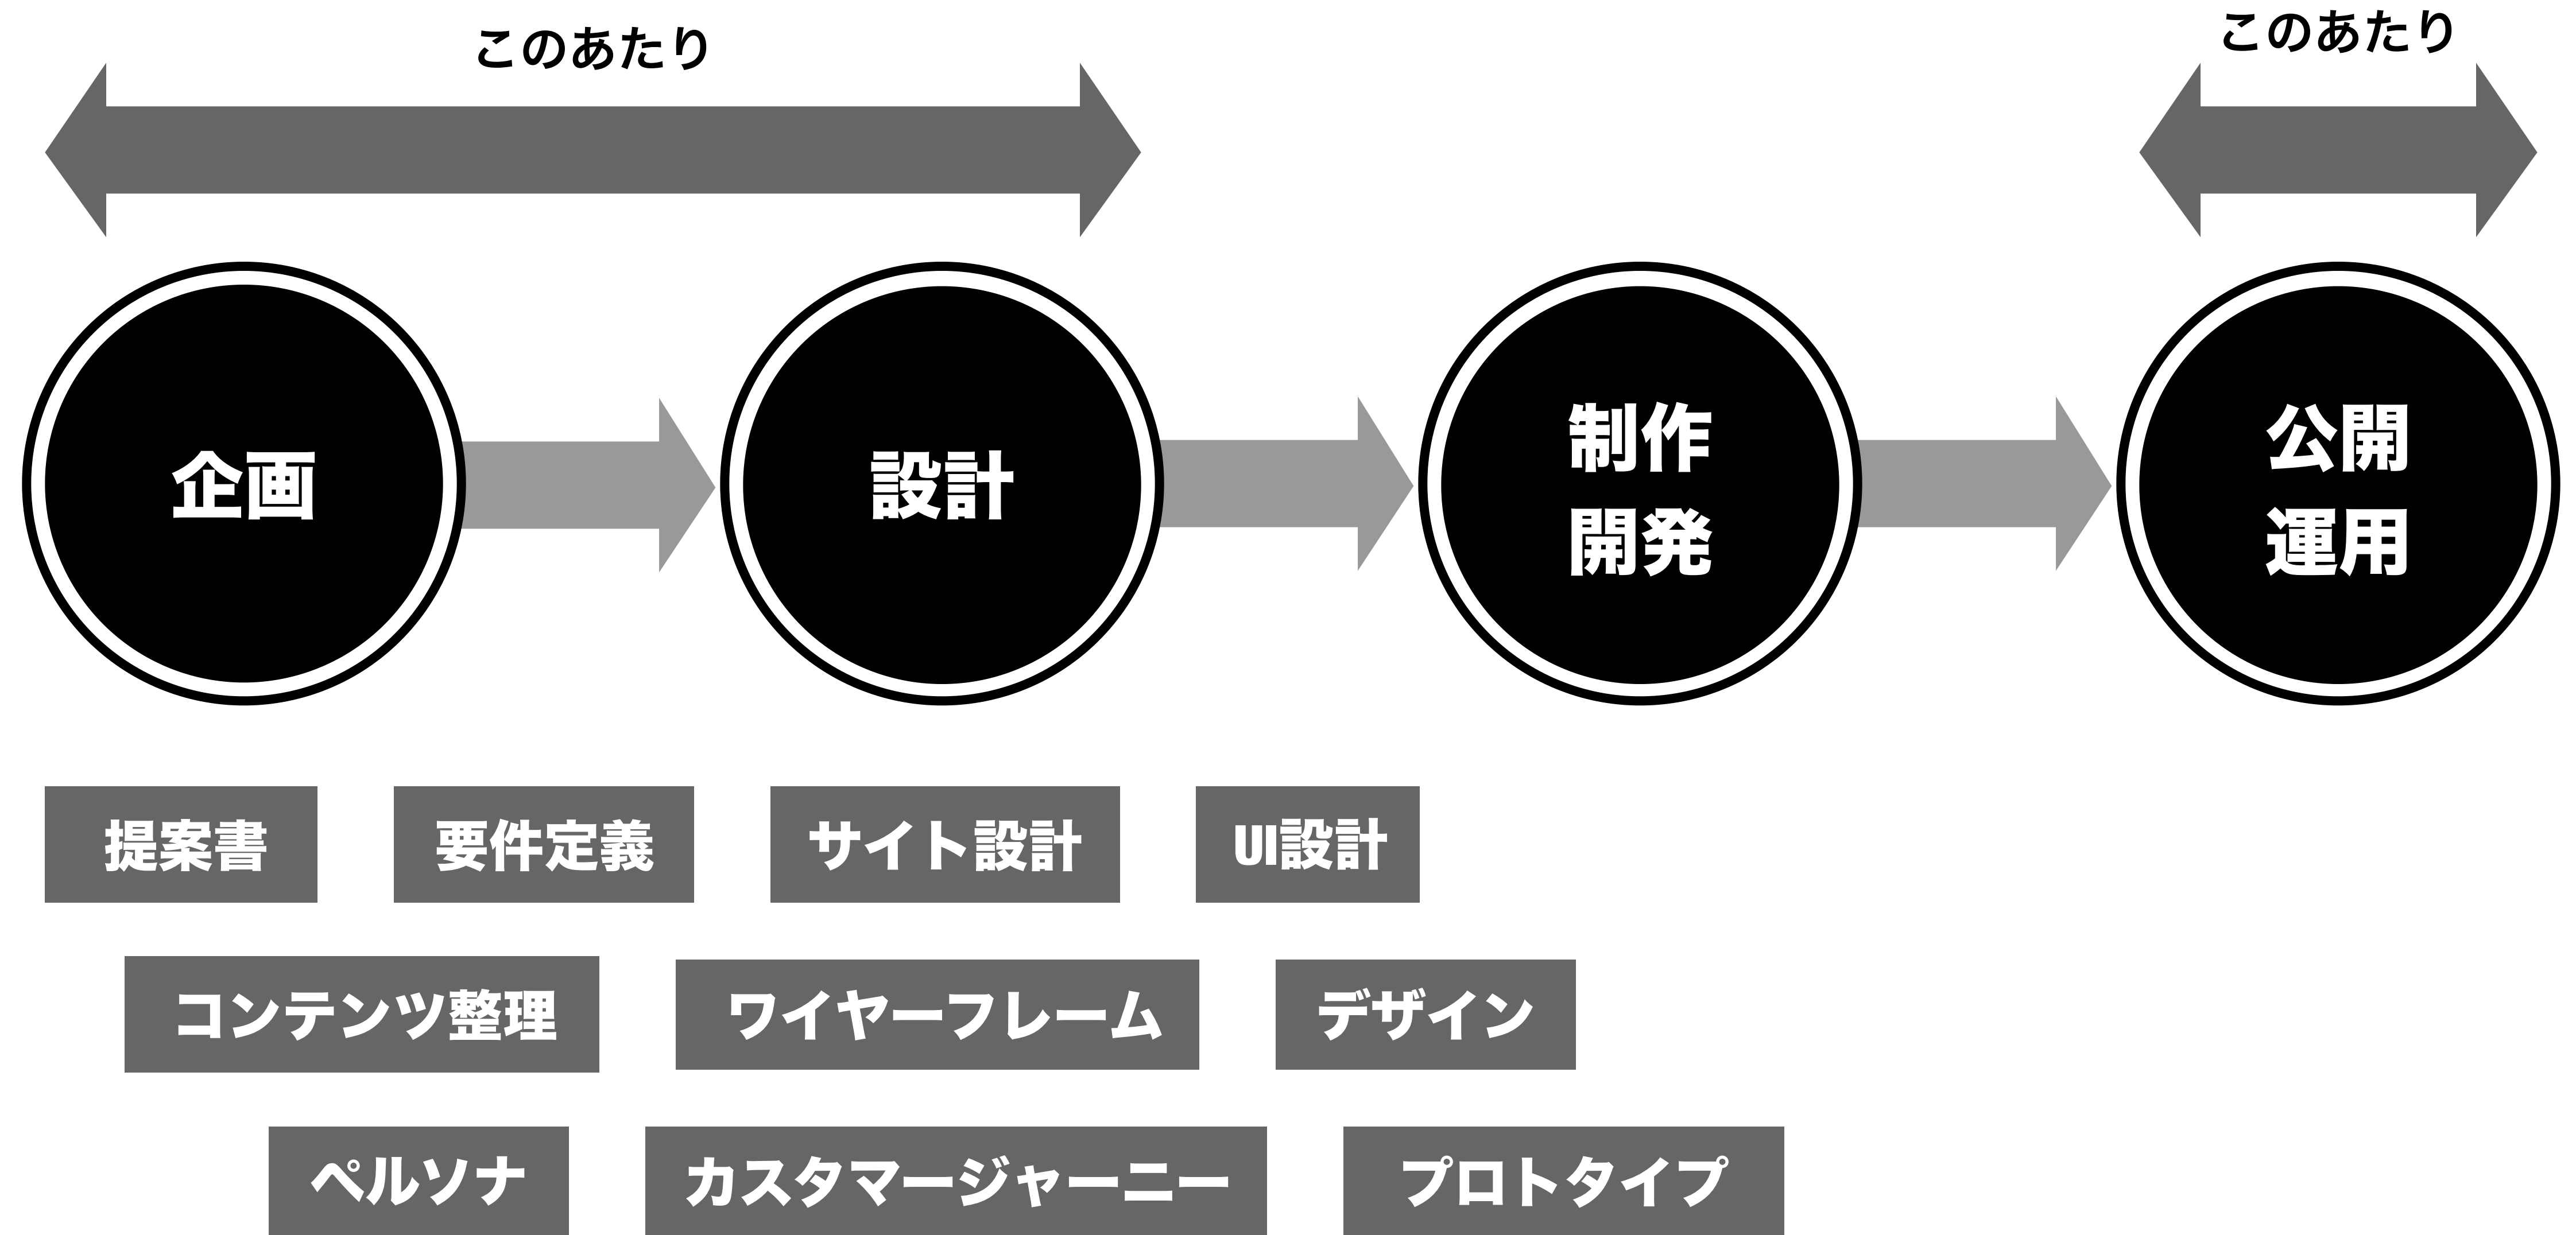 このあたり
このあたり
企画
設計
制作
開発
公開
運用
提案書
要件定義
サイト設計
UI設計
コンテンツ整理
ワイヤーフレーム
デザイン
ペルソナ
カスタマージャーニー
プロトタイプ